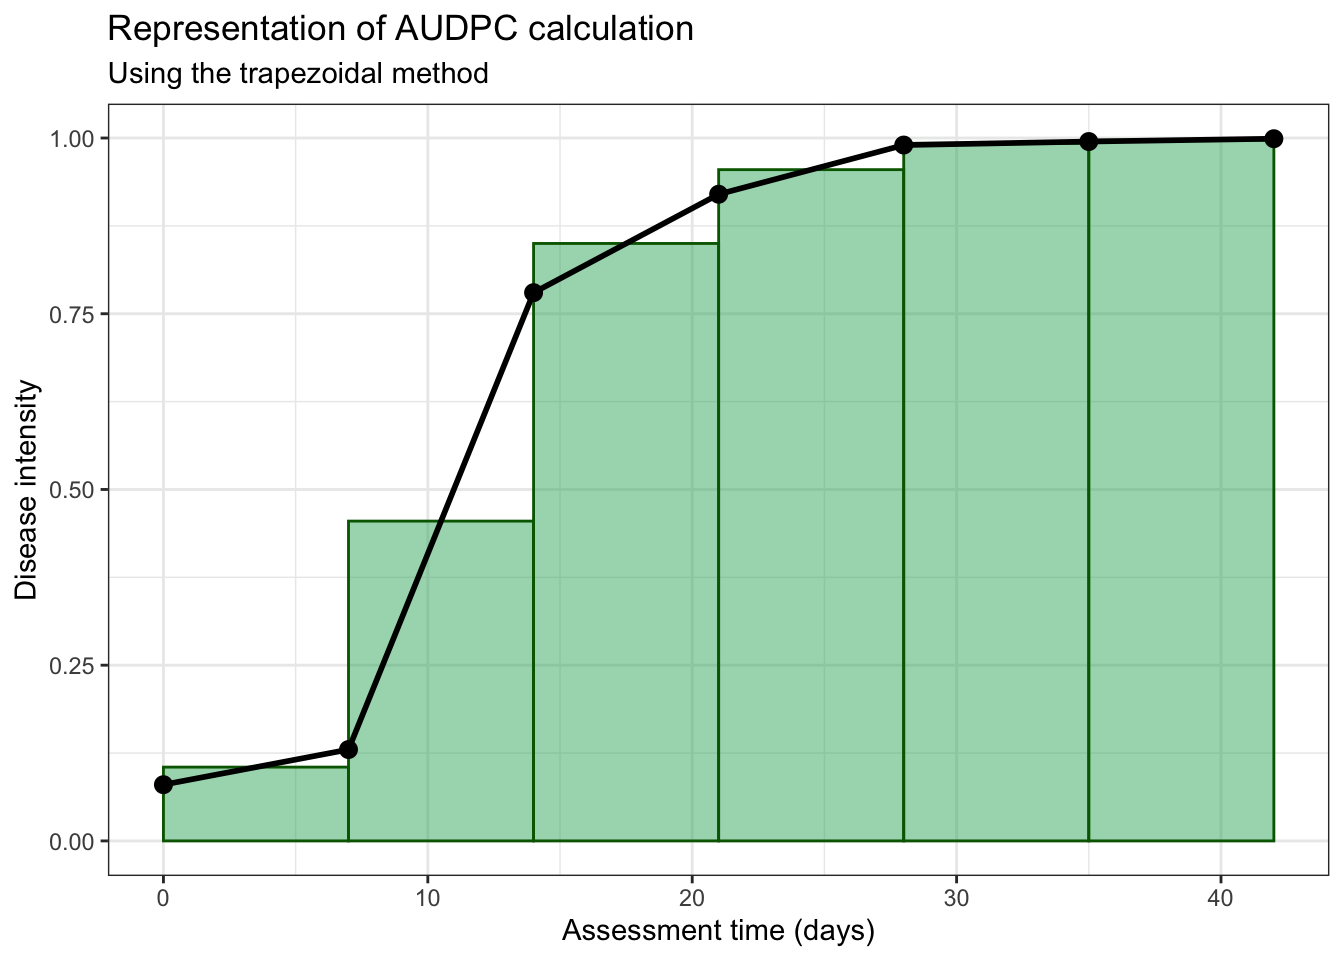 Representation of AUDPC calculation
Using the trapezoidal method
1.00
0.75
0.50
0.25
0.00
Disease intensity
0 10 20 30 40
Assessment time (days)